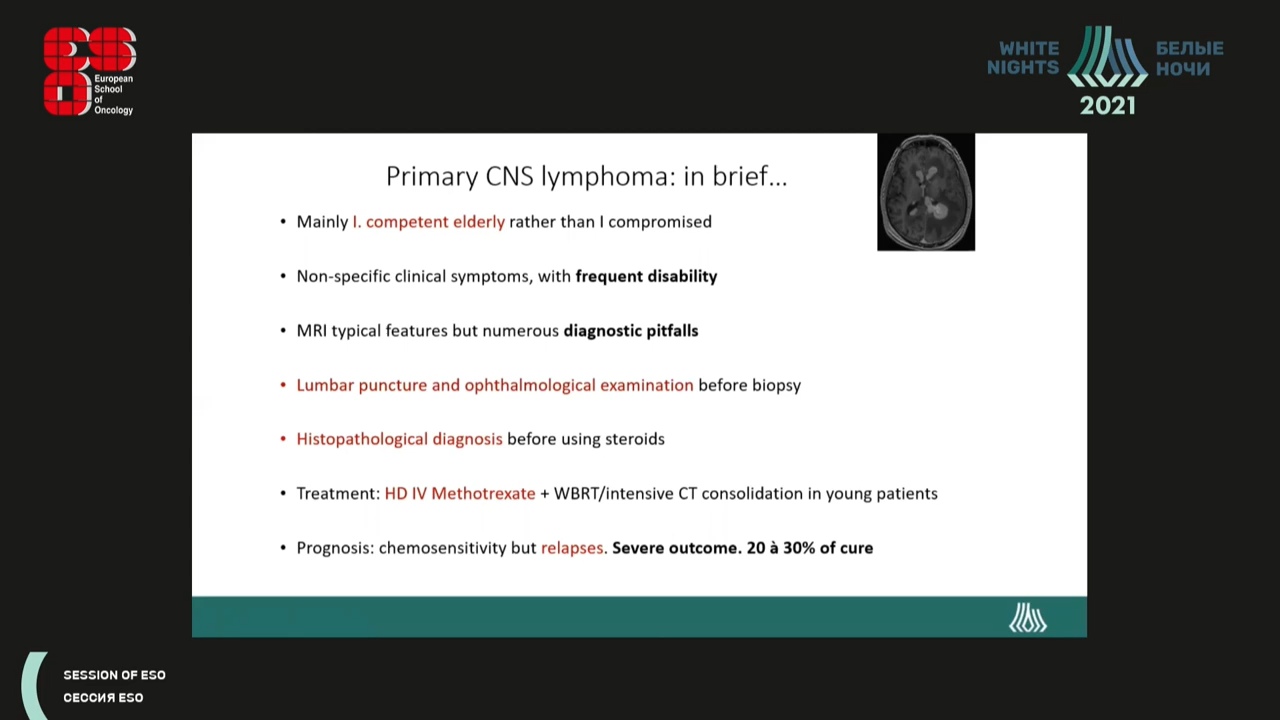 European
School
of
Oncology
WHITE
NIGHTS
БЕЛЫЕ
НОЧИ
2021
Primary CNS lymphoma: in brief...
• Mainly I. competent elderly rather than I compromised
• Non-specific clinical symptoms, with frequent disability
• MRI typical features but numerous diagnostic pitfalls
• Lumbar puncture and ophthalmological examination before biopsy
• Histopathological diagnosis before using steroids
• Treatment: HD IV Methotrexate + WBRT/intensive CT consolidation in young patients
• Prognosis: chemosensitivity but relapses. Severe outcome. 20 à 30% of cure
SESSION OF ESO
СЕССИЯ ESO